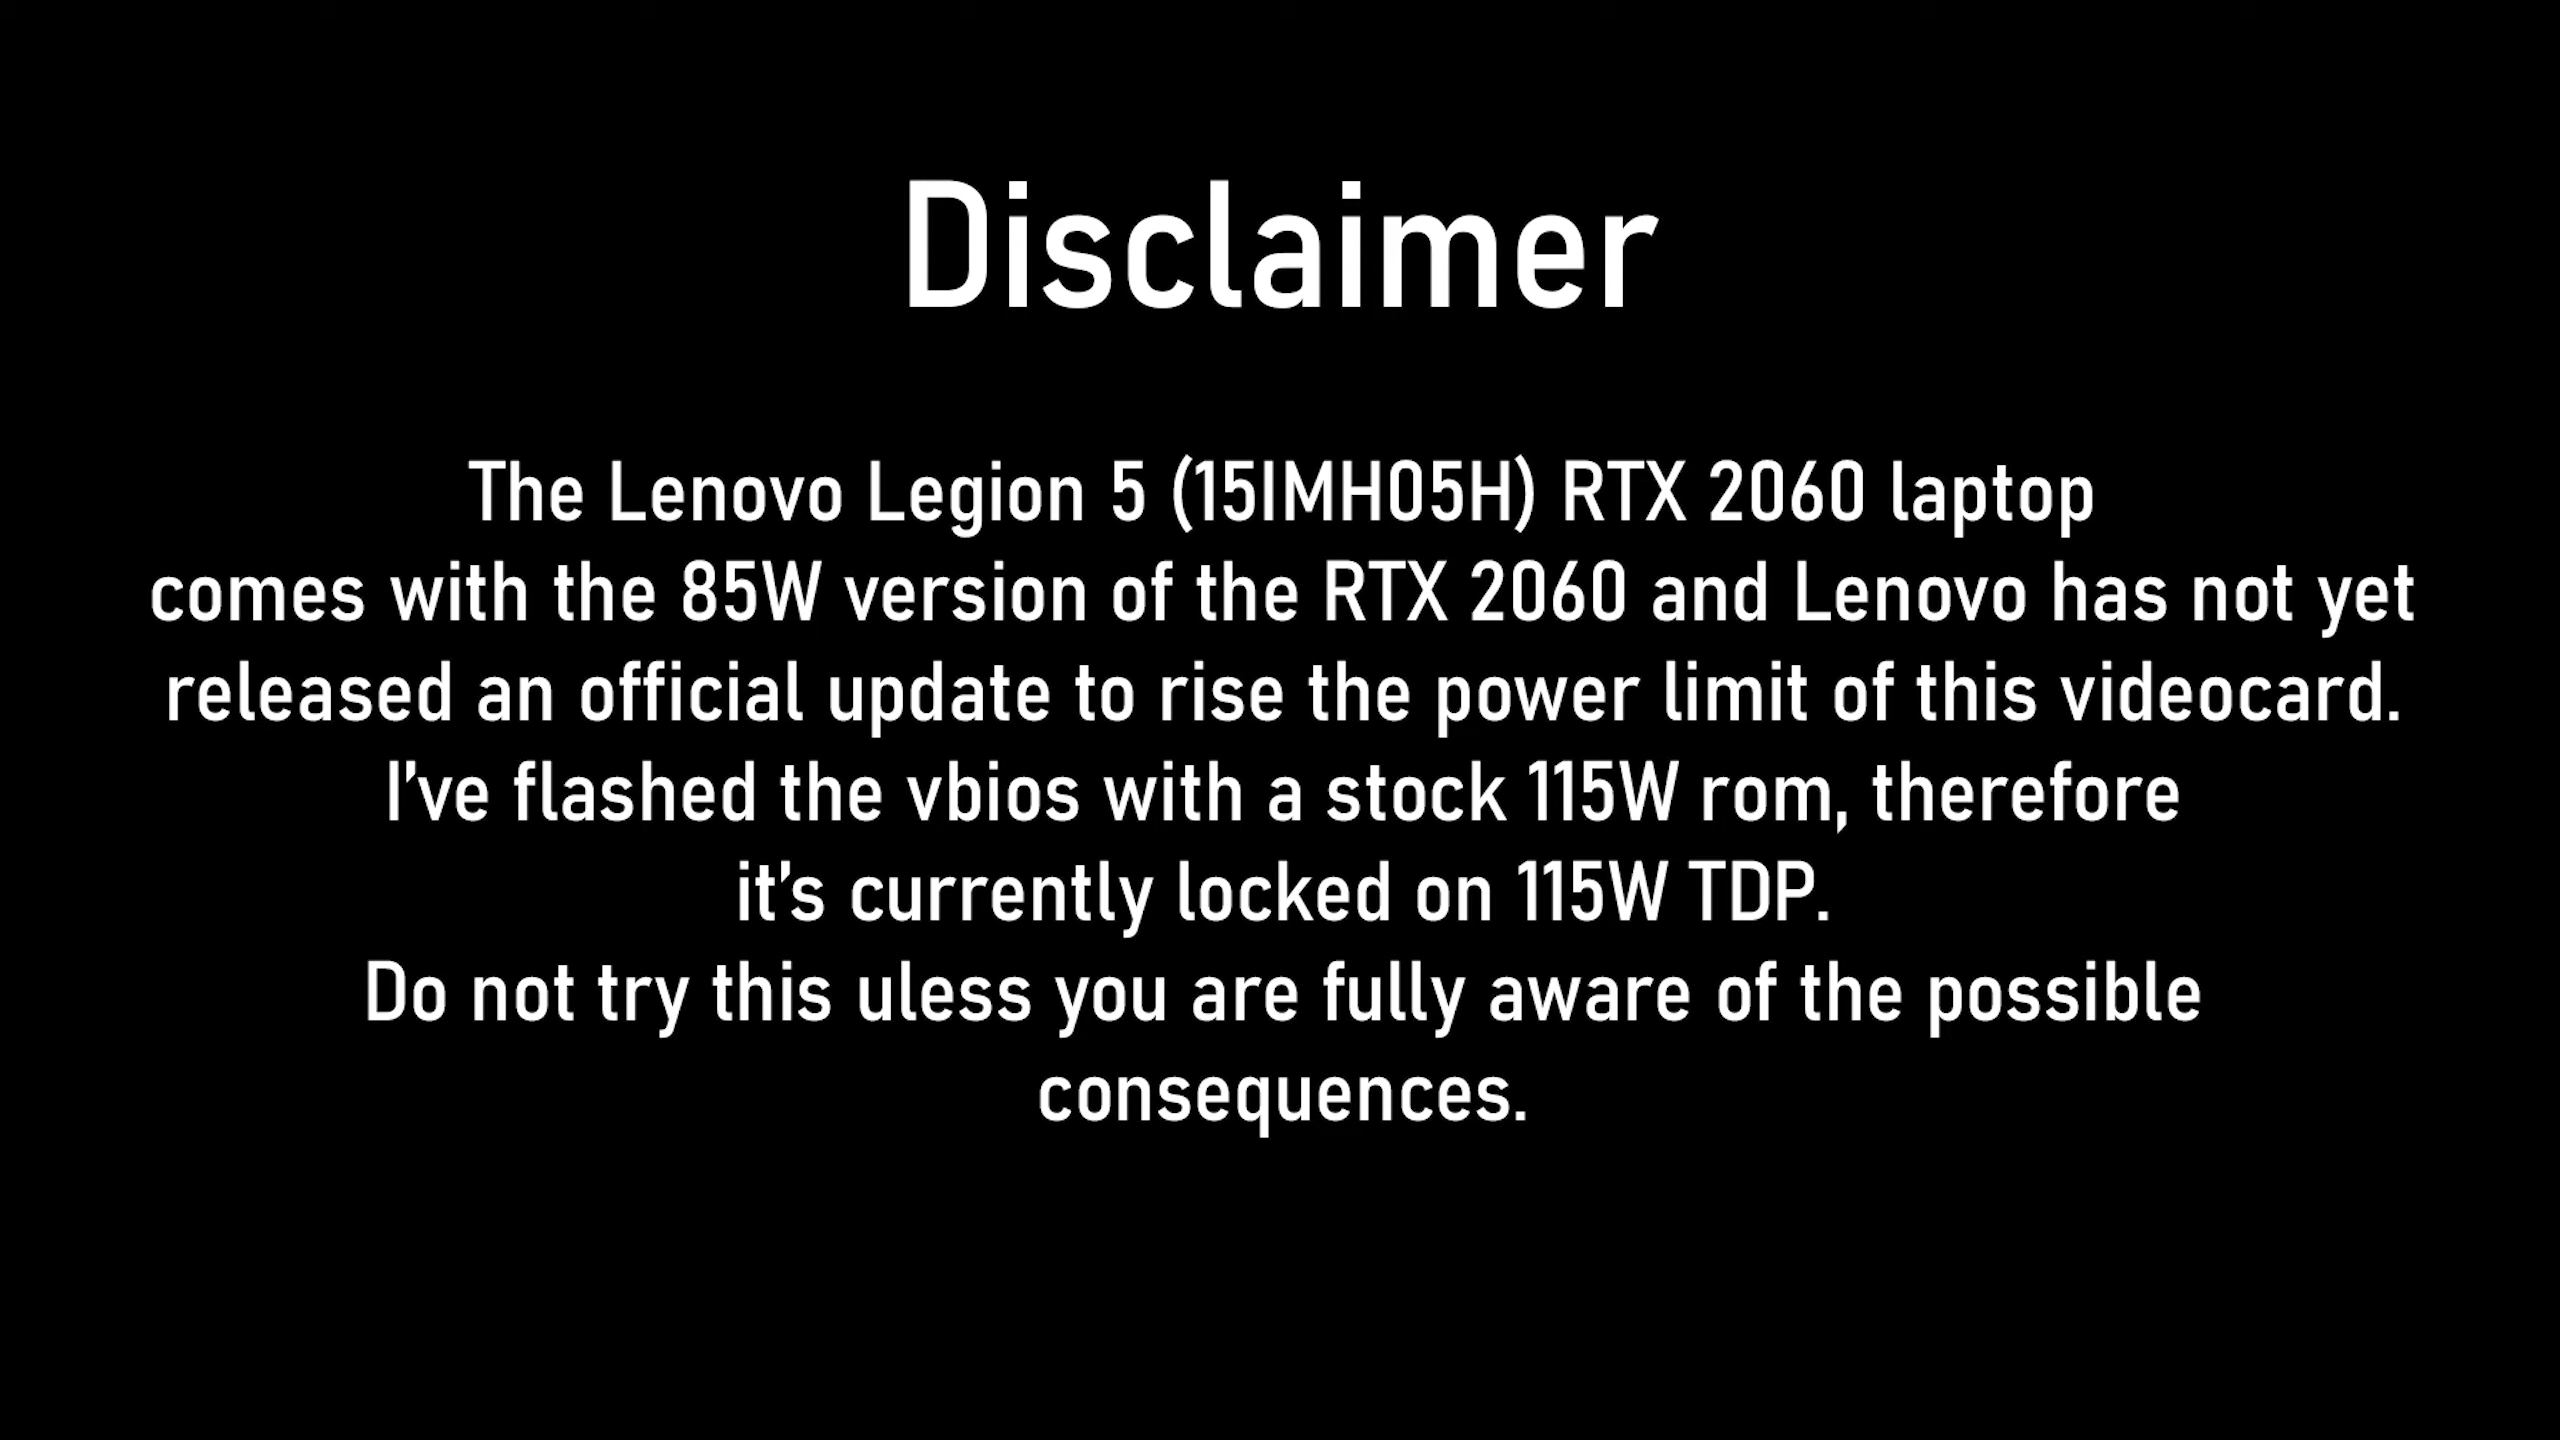 Disclaimer
The Lenovo Legion 5 (15IMH05H) RTX 2060 laptop
comes with the 85W version of the RTX 2060 and Lenovo has not yet
released an official update to rise the power limit of this videocard.
I've flashed the vbios with a stock 115W rom, therefore
it's currently locked on 115W TDP.
Do not try this uless you are fully aware of the possible
consequences.